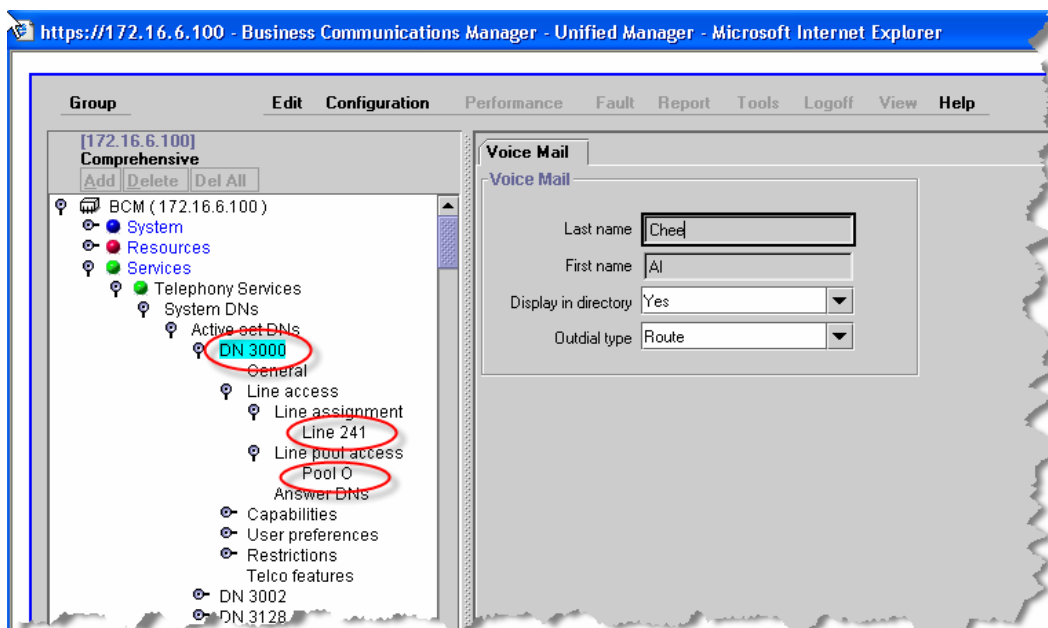 https://172.16.6.100 - Business Communications Manager - Unified Manager - Microsoft Internet Explorer
Group Edit Configuration Performance Fault Report Tools Logoff View Help
[172.16.6.100]
Comprehensive
Add Delete Del All
BCM (172.16.6.100)
System
Resources
Services
Telephony Services
System DNs
Active set DNs
DN 3000
General
Line access
Line assignment
Line 241
Line pool access
Pool O
Answer DNs
Capabilities
User preferences
Restrictions
Telco features
DN 3002
DN 3128
Voice Mail
Voice Mail
Last name Chee
First name Al
Display in directory Yes
Outdial type Route